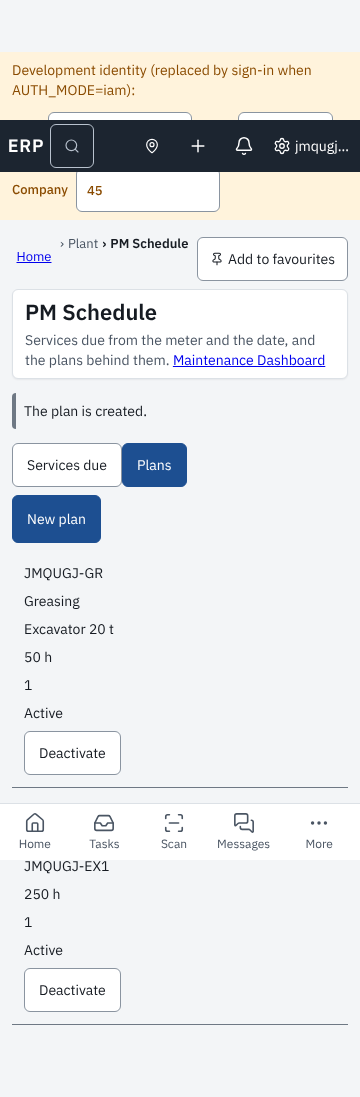 Development identity (replaced by sign-in when
AUTH_MODE=iam):
ERP
jmqugj...
Company
45
Home
› Plant › PM Schedule
Add to favourites
PM Schedule
Services due from the meter and the date, and
the plans behind them. Maintenance Dashboard
The plan is created.
Services due
Plans
New plan
JMQUGJ-GR
Greasing
Excavator 20 t
50 h
1
Active
Deactivate
Home
Tasks
Scan
Messages
More
JMQUGJ-EX1
250 h
1
Active
Deactivate